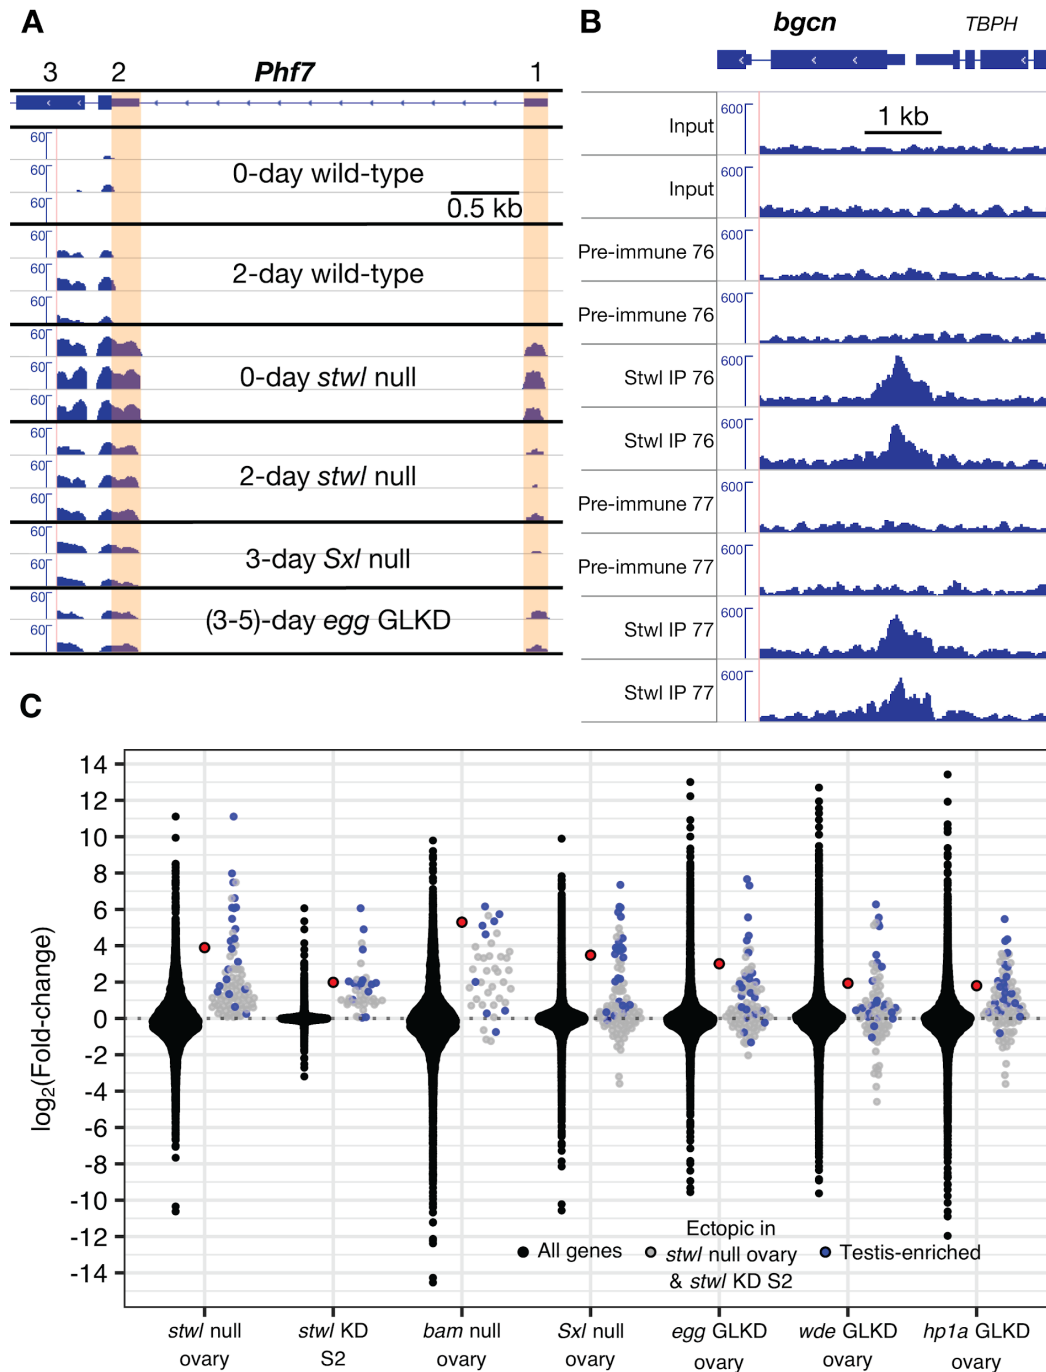 A
3 2 Phf7 1
60
60
60
0-day wild-type
0.5 kb
60
60
60
2-day wild-type
60
60
60
0-day stwl null
60
60
60
2-day stwl null
60
60
3-day Sxl null
60
60
(3-5)-day egg GLKD
B
bgcn TBPH
Input 600 1 kb
Input 600
Pre-immune 76 600
Pre-immune 76 600
Stwl IP 76 600
Stwl IP 76 600
Pre-immune 77 600
Pre-immune 77 600
Stwl IP 77 600
Stwl IP 77 600
C
log2(Fold-change)
14
12
10
8
6
4
2
0
-2
-4
-6
-8
-10
-12
-14
Ectopic in
All genes stwl null ovary Testis-enriched
& stwl KD S2
stwl null stwl KD bam null Sxl null egg GLKD wde GLKD hp1a GLKD
ovary S2 ovary ovary ovary ovary ovary